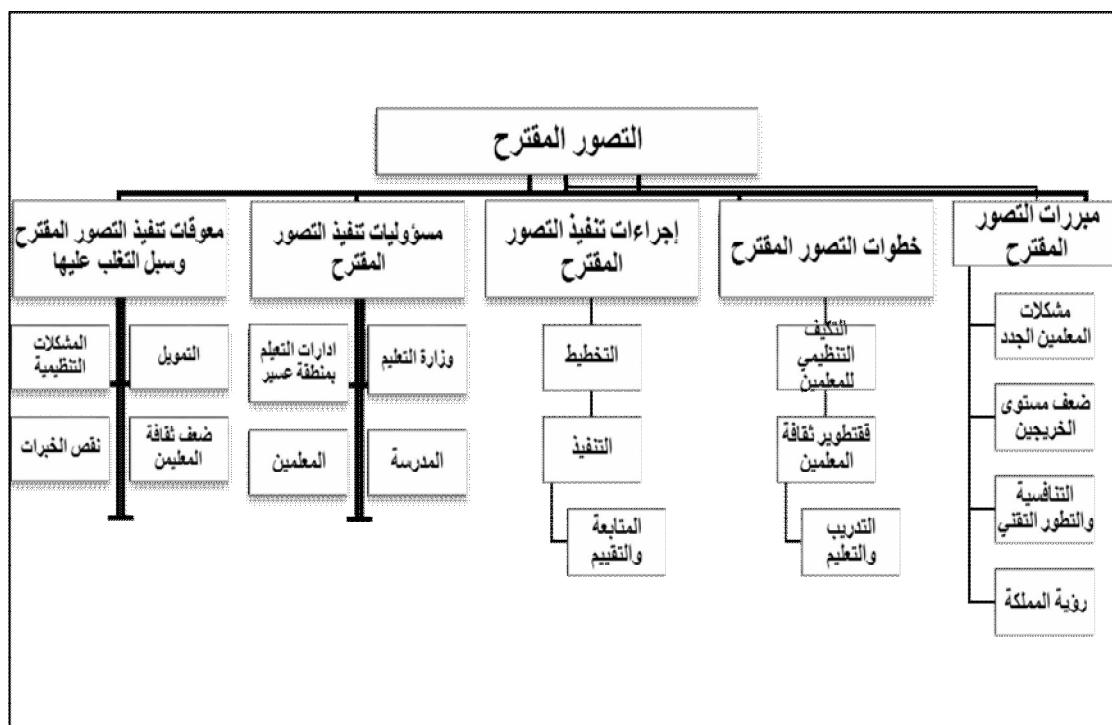 التصور المقترح
مبررات التصور
المقترح
مشكلات
المعلمين الجدد
ضعف مستوى
الخريجين
التنافسية
والتطور التقني
رؤية المملكة
خطوات التصور المقترح
التكيف
التنظيمي
للمعلمين
فقتطوير ثقافة
المعلمين
التدريب
والتعليم
إجراءات تنفيذ التصور
المقترح
التخطيط
التنفيذ
المتابعة
والتقييم
مسؤوليات تنفيذ التصور
المقترح
وزارة التعليم
ادارات التعيلم
بمنطقة عسير
المدرسة
المعلمين
معوقات تنفيذ التصور المقترح
وسبل التغلب عليها
التمويل
المشكلات
التنظيمية
ضعف ثقافة
المعليمن
نقص الخبرات